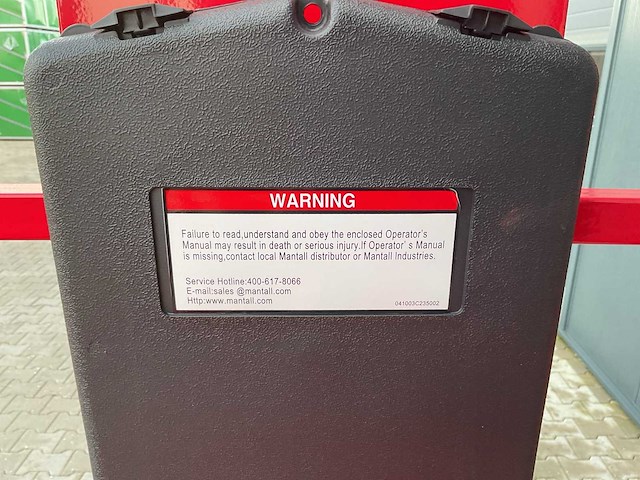 WARNING
Failure to read,understand and obey the enclosed Operator's
Manual may result in death or serious injury.If Operator' s Manual
is missing,contact local Mantall distributor or Mantall Industries.
Service Hotline:400-617-8066
E-mail:sales @mantall.com
Http:www.mantall.com
041003C235002